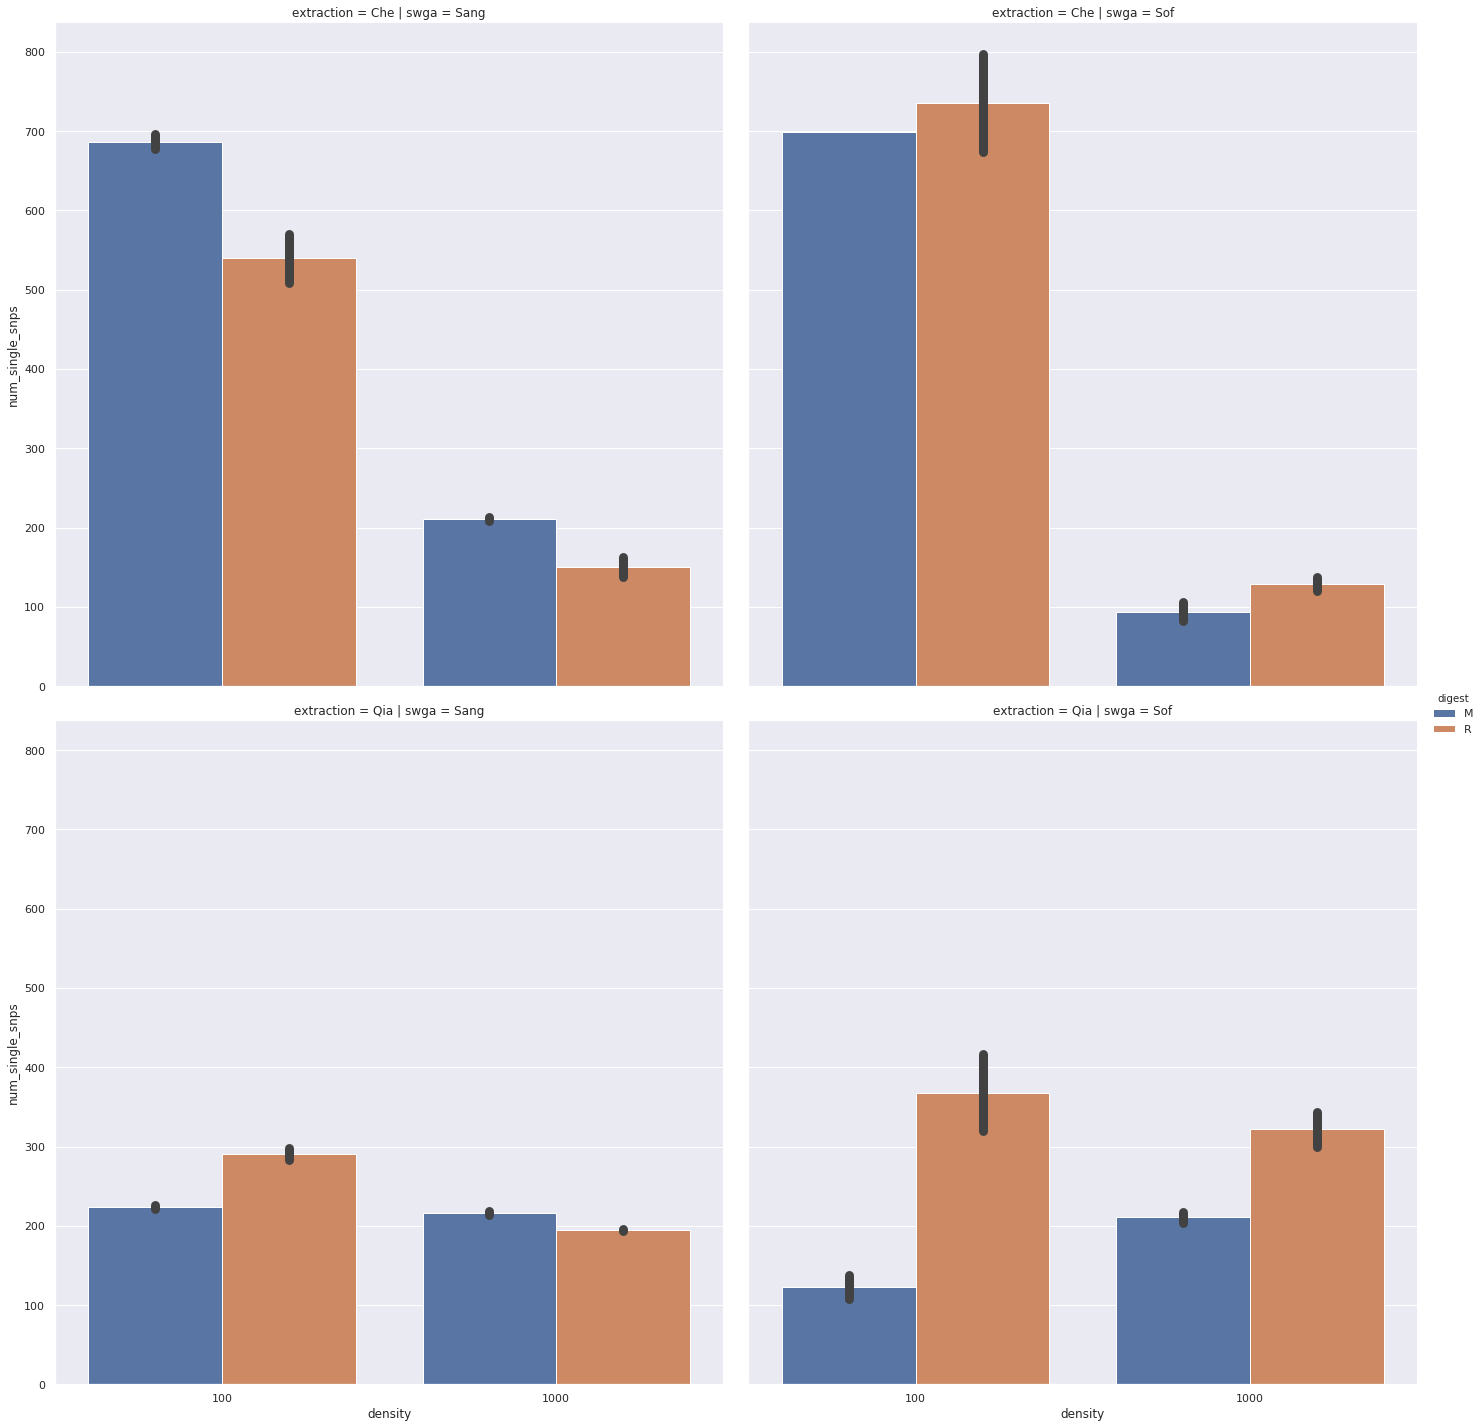 extraction = Che | swga = Sang
extraction = Che | swga = Sof
800
700
600
500
400
300
200
100
0
num_single_snps
extraction = Qia | swga = Sang
extraction = Qia | swga = Sof
800
700
600
500
400
300
200
100
0
num_single_snps
100
1000
density
100
1000
density
digest
M
R